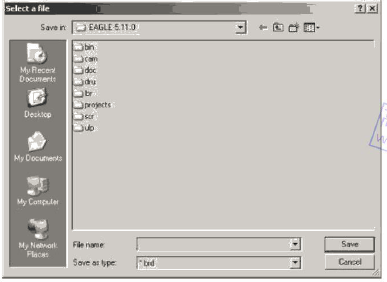 Select a file
? ×
Save in: EAGLE 5.11.0
bin
cam
doc
dru
lbr
projects
scr
ulp
My Recent
Documents
Desktop
My Documents
My Computer
My Network
Places
File name:
Save
Save as type: *.brd
Cancel